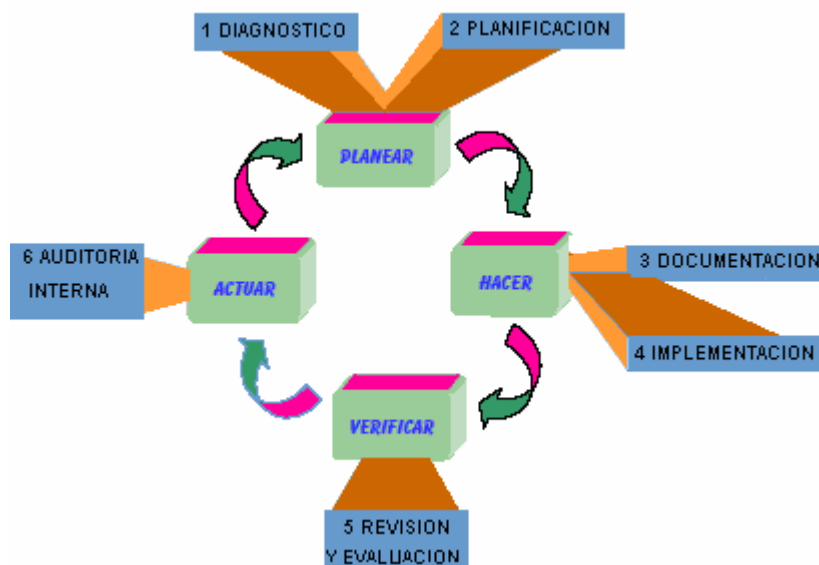 1 DIAGNOSTICO
2 PLANIFICACION
PLANEAR
6 AUDITORIA
INTERNA
ACTUAR
HACER
3 DOCUMENTACION
4 IMPLEMENTACION
VERIFICAR
5 REVISION
Y EVALUACION